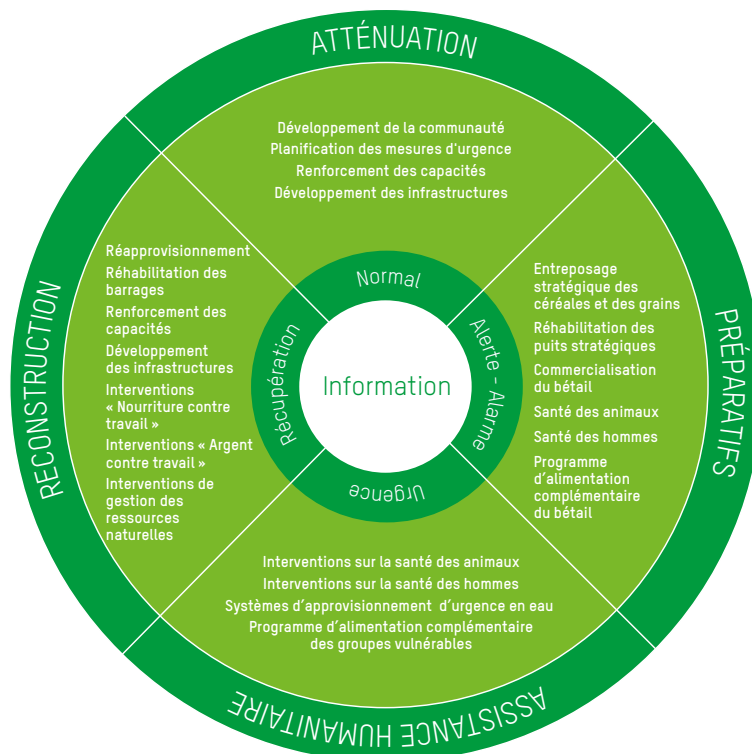 ATTÉNUATION
Développement de la communauté
Planification des mesures d'urgence
Renforcement des capacités
Développement des infrastructures
Normal
PRÉPARATIFS
Entreposage
stratégique des
céréales et des grains
Réhabilitation des
puits stratégiques
Commercialisation
du bétail
Santé des animaux
Santé des hommes
Programme
d'alimentation
complémentaire
du bétail
Alerte - Alarme
ASSISTANCE HUMANITAIRE
Interventions sur la santé des animaux
Interventions sur la santé des hommes
Systèmes d'approvisionnement d'urgence en eau
Programme d'alimentation complémentaire
des groupes vulnérables
Urgence
RECONSTRUCTION
Réapprovisionnement
Réhabilitation des
barrages
Renforcement des
capacités
Développement
des infrastructures
Interventions
« Nourriture contre
travail »
Interventions « Argent
contre travail »
Interventions de
gestion des
ressources
naturelles
Récupération
Information